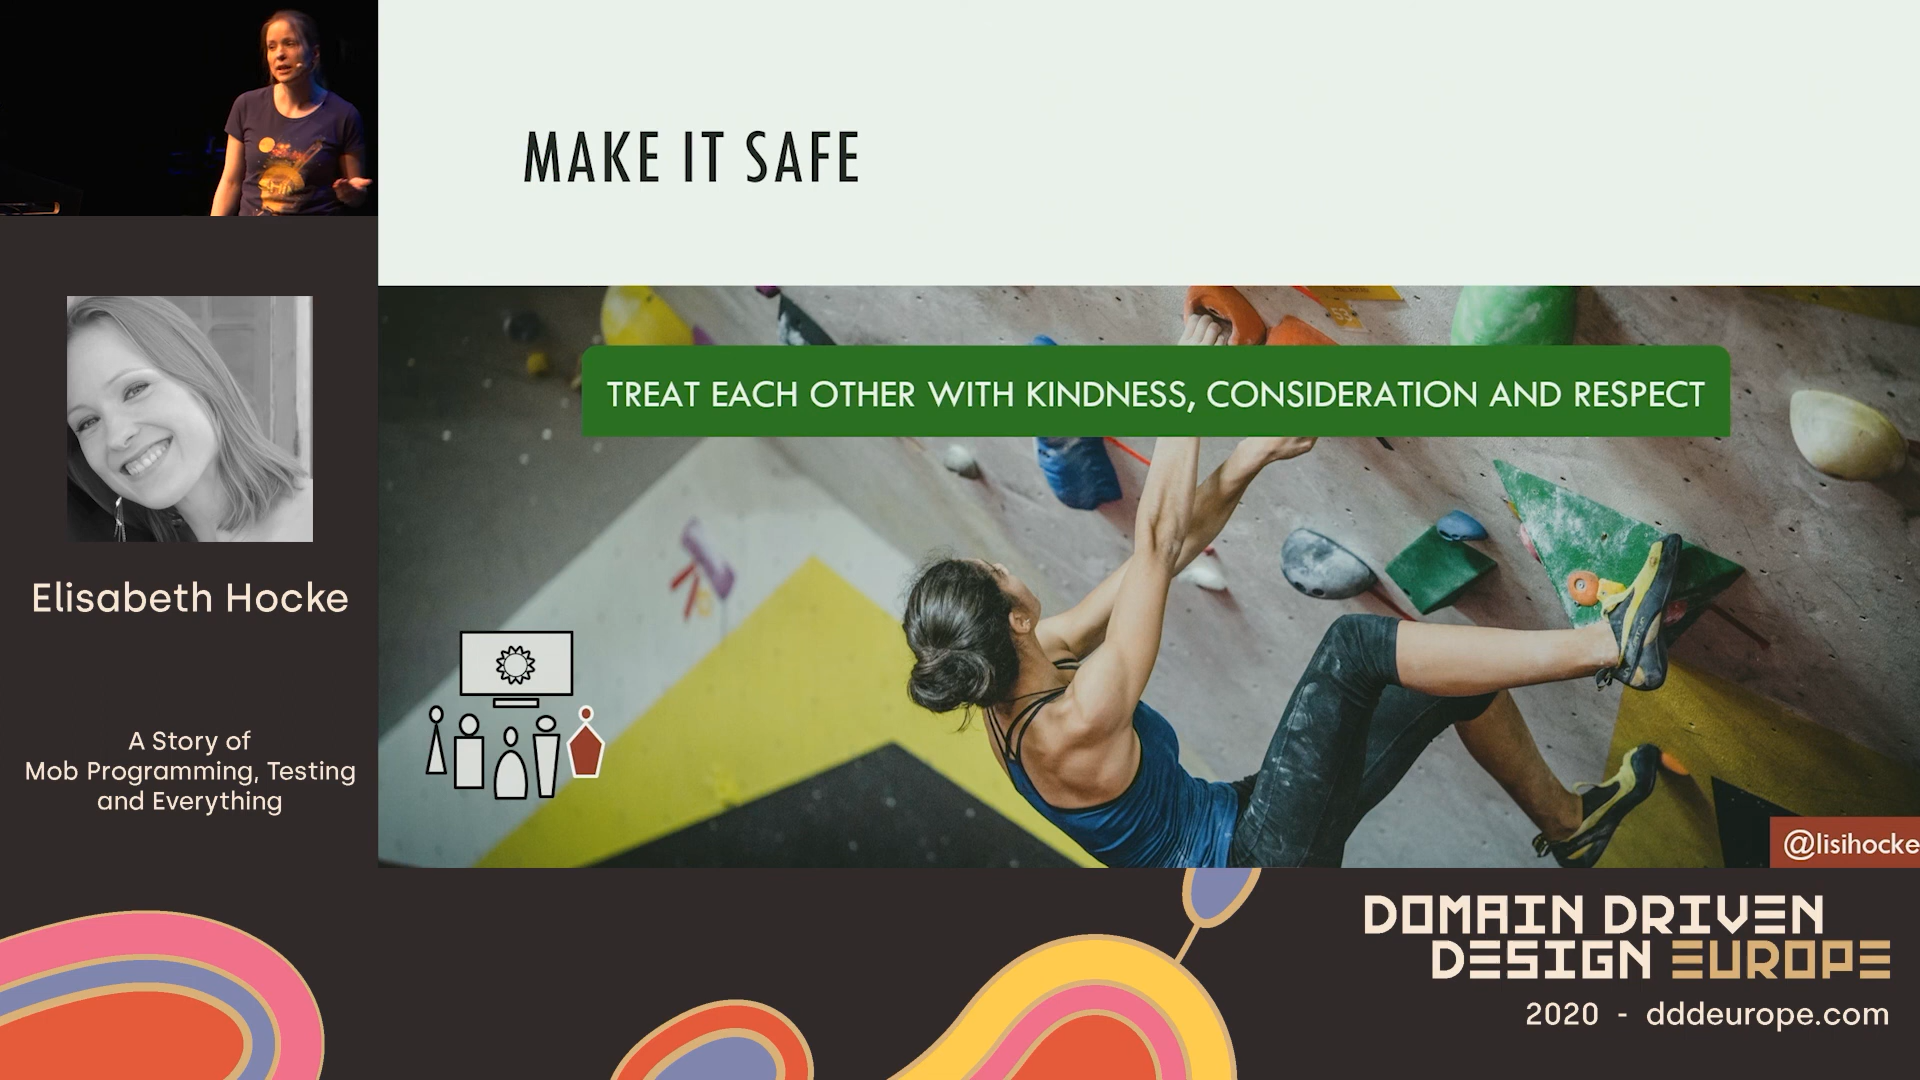 MAKE IT SAFE
TREAT EACH OTHER WITH KINDNESS, CONSIDERATION AND RESPECT
Elisabeth Hocke
A Story of
Mob Programming, Testing
and Everything
@lisihocke
DOMAIN DRIVEN
DESIGN EUROPE
2020 - dddeurope.com